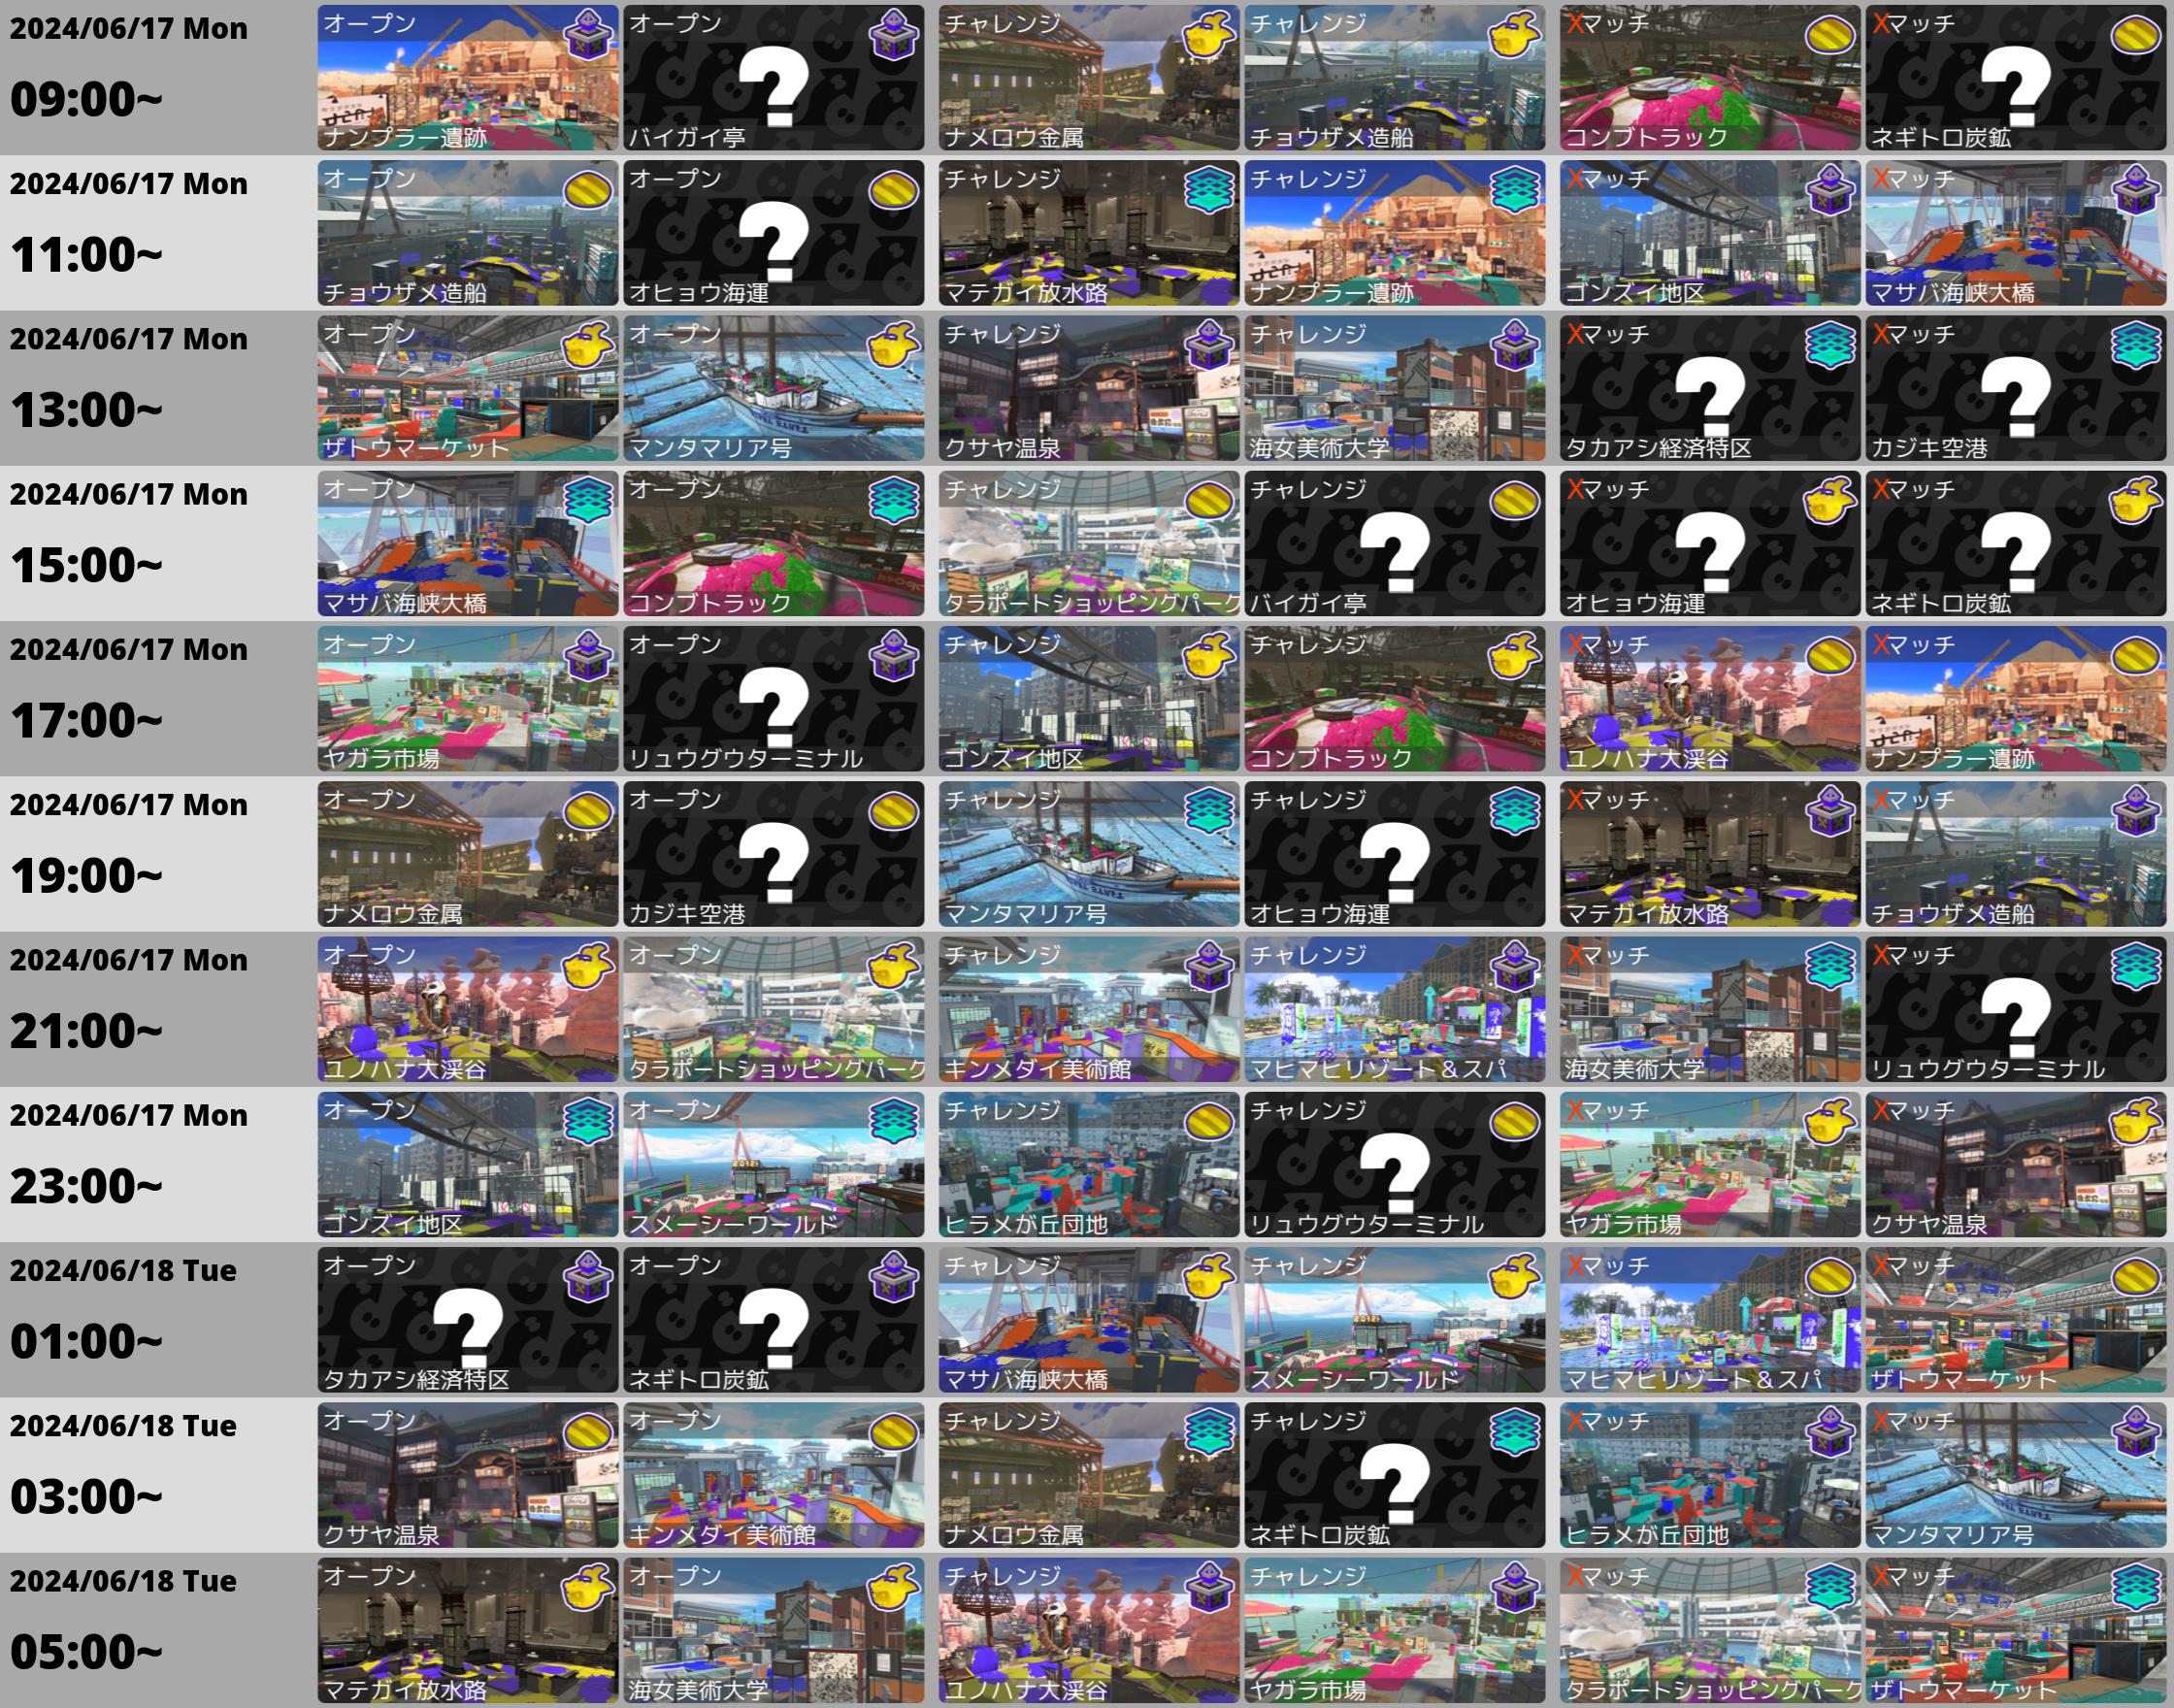 2024/06/17 Mon
09:00~
オープン
ナンプラー遺跡
オープン
バイガイ亭
チャレンジ
ナメロウ金属
チャレンジ
チョウザメ造船
Xマッチ
コンブトラック
Xマッチ
ネギトロ炭鉱
2024/06/17 Mon
11:00~
オープン
チョウザメ造船
オープン
オヒョウ海運
チャレンジ
マテガイ放水路
チャレンジ
ナンプラー遺跡
Xマッチ
ゴンズイ地区
Xマッチ
マサバ海峡大橋
2024/06/17 Mon
13:00~
オープン
ザトウマーケット
オープン
マンタマリア号
チャレンジ
クサヤ温泉
チャレンジ
海女美術大学
Xマッチ
タカアシ経済特区
Xマッチ
カジキ空港
2024/06/17 Mon
15:00~
オープン
マサバ海峡大橋
オープン
コンブトラック
チャレンジ
タラポートショッピングパーク
チャレンジ
バイガイ亭
Xマッチ
オヒョウ海運
Xマッチ
ネギトロ炭鉱
2024/06/17 Mon
17:00~
オープン
ヤガラ市場
オープン
リュウグウターミナル
チャレンジ
ゴンズイ地区
チャレンジ
コンブトラック
Xマッチ
ユノハナ大渓谷
Xマッチ
ナンプラー遺跡
2024/06/17 Mon
19:00~
オープン
ナメロウ金属
オープン
カジキ空港
チャレンジ
マンタマリア号
チャレンジ
オヒョウ海運
Xマッチ
マテガイ放水路
Xマッチ
チョウザメ造船
2024/06/17 Mon
21:00~
オープン
ユノハナ大渓谷
オープン
タラポートショッピングパーク
チャレンジ
キンメダイ美術館
チャレンジ
マヒマヒリゾート＆スパ
Xマッチ
海女美術大学
Xマッチ
リュウグウターミナル
2024/06/17 Mon
23:00~
オープン
ゴンズイ地区
オープン
スメーシーワールド
チャレンジ
ヒラメが丘団地
チャレンジ
リュウグウターミナル
Xマッチ
ヤガラ市場
Xマッチ
クサヤ温泉
2024/06/18 Tue
01:00~
オープン
タカアシ経済特区
オープン
ネギトロ炭鉱
チャレンジ
マサバ海峡大橋
チャレンジ
スメーシーワールド
Xマッチ
マヒマヒリゾート＆スパ
Xマッチ
ザトウマーケット
2024/06/18 Tue
03:00~
オープン
クサヤ温泉
オープン
キンメダイ美術館
チャレンジ
ナメロウ金属
チャレンジ
ネギトロ炭鉱
Xマッチ
ヒラメが丘団地
Xマッチ
マンタマリア号
2024/06/18 Tue
05:00~
オープン
マテガイ放水路
オープン
海女美術大学
チャレンジ
ユノハナ大渓谷
チャレンジ
ヤガラ市場
Xマッチ
タラポートショッピングパーク
Xマッチ
ザトウマーケット